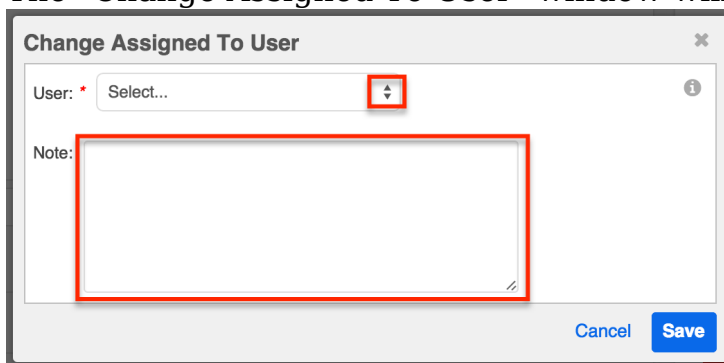 The "Change Assigned To User" window will
Change Assigned To User
User: * Select...
Note:
Cancel Save